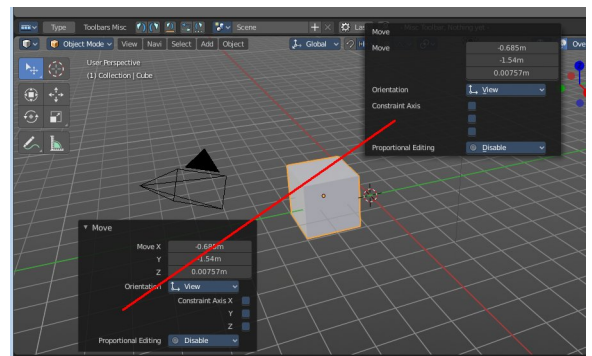 Type Toolbars Misc Scene
Object Mode View Navi Select Add Object Global Ove
User Perspective
(1) Collection | Cube
Move
Move -0.685m
-1.54m
0.00757m
Orientation View
Constraint Axis
Proportional Editing Disable
Move
Move X -0.685m
Y -1.54m
Z 0.00757m
Orientation View
Constraint Axis X
Y
Z
Proportional Editing Disable